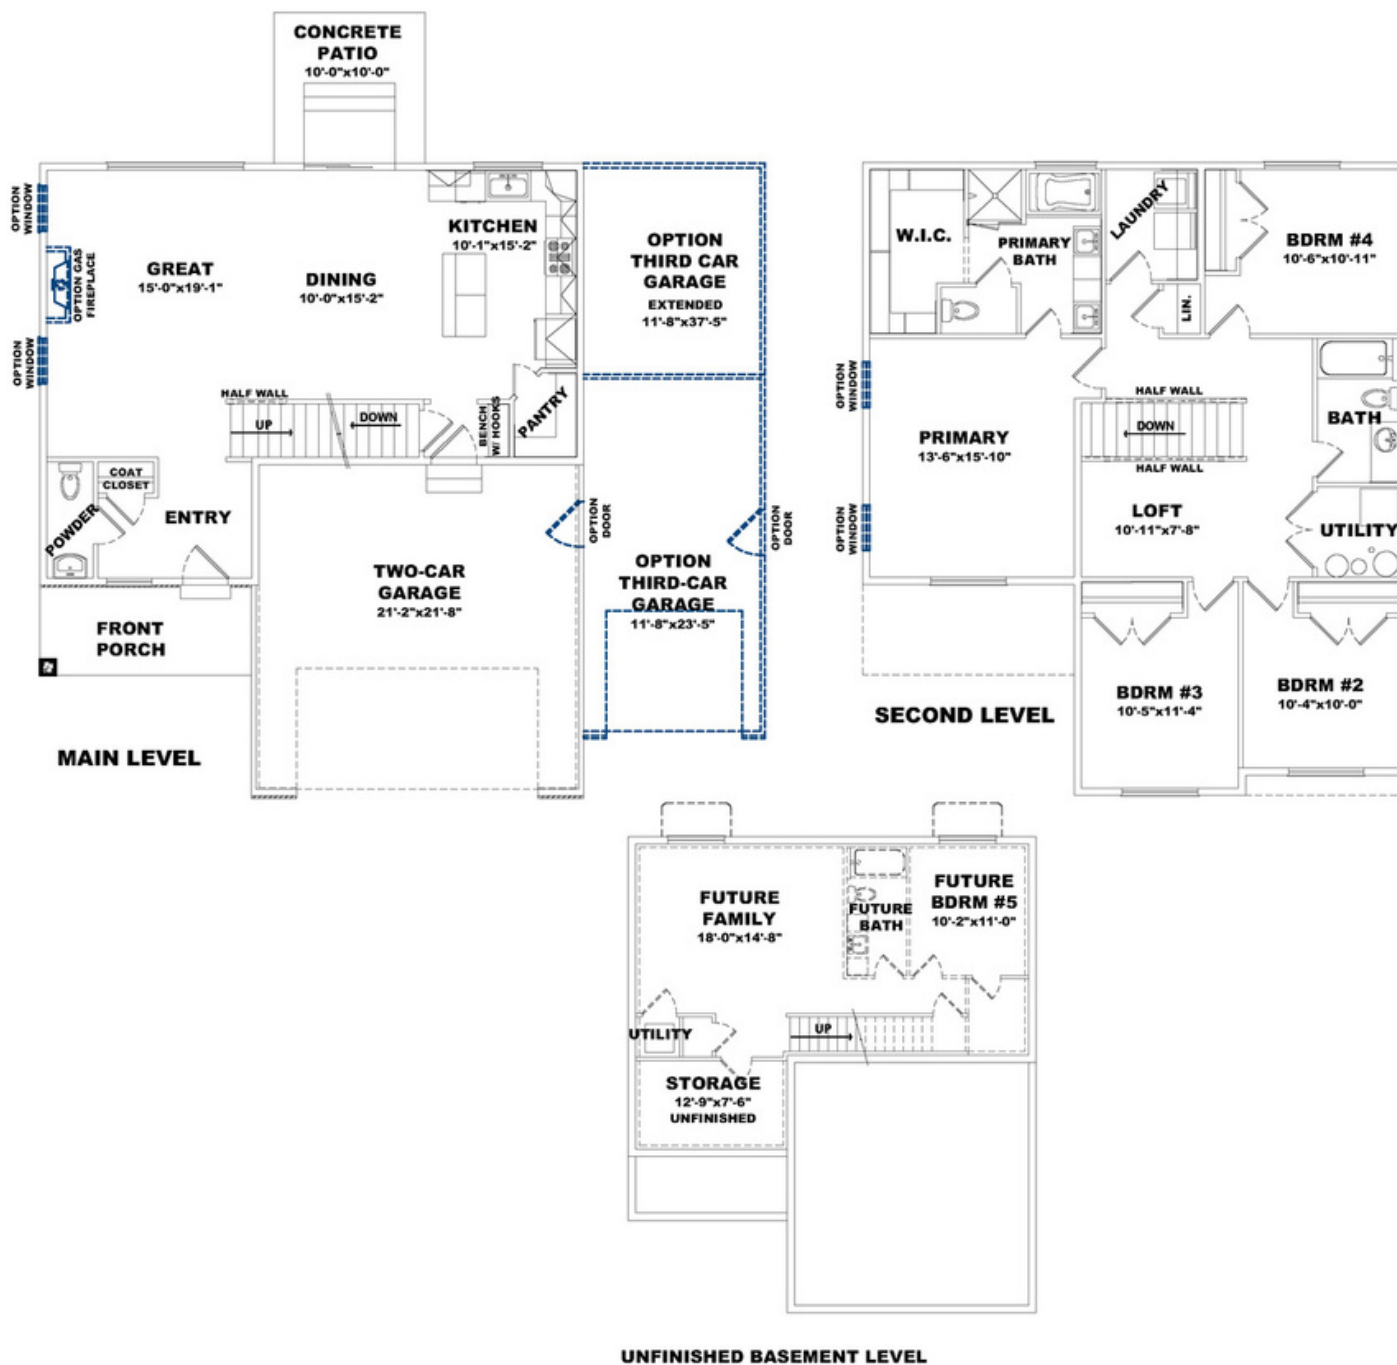 CONCRETE
PATIO
10'-0"x10'-0"
OPTION
WINDOW
OPTION GAS
FIREPLACE
OPTION
WINDOW
GREAT
15'-0"x19'-1"
DINING
10'-0"x15'-2"
KITCHEN
10'-1"x15'-2"
OPTION
THIRD CAR
GARAGE
EXTENDED
11'-8"x37'-5"
HALF WALL
UP
DOWN
BENCH
W/ HOOKS
PANTRY
COAT
CLOSET
POWDER
ENTRY
OPTION
DOOR
OPTION
DOOR
TWO-CAR
GARAGE
21'-2"x21'-8"
OPTION
THIRD-CAR
GARAGE
11'-8"x23'-5"
FRONT
PORCH
MAIN LEVEL
W.I.C.
PRIMARY
BATH
LAUNDRY
LIN.
BDRM #4
10'-6"x10'-11"
OPTION
WINDOW
HALF WALL
DOWN
HALF WALL
BATH
PRIMARY
13'-6"x15'-10"
OPTION
WINDOW
LOFT
10'-11"x7'-8"
UTILITY
BDRM #3
10'-5"x11'-4"
BDRM #2
10'-4"x10'-0"
SECOND LEVEL
FUTURE
FAMILY
18'-0"x14'-8"
FUTURE
BATH
FUTURE
BDRM #5
10'-2"x11'-0"
UTILITY
UP
STORAGE
12'-9"x7'-6"
UNFINISHED
UNFINISHED BASEMENT LEVEL